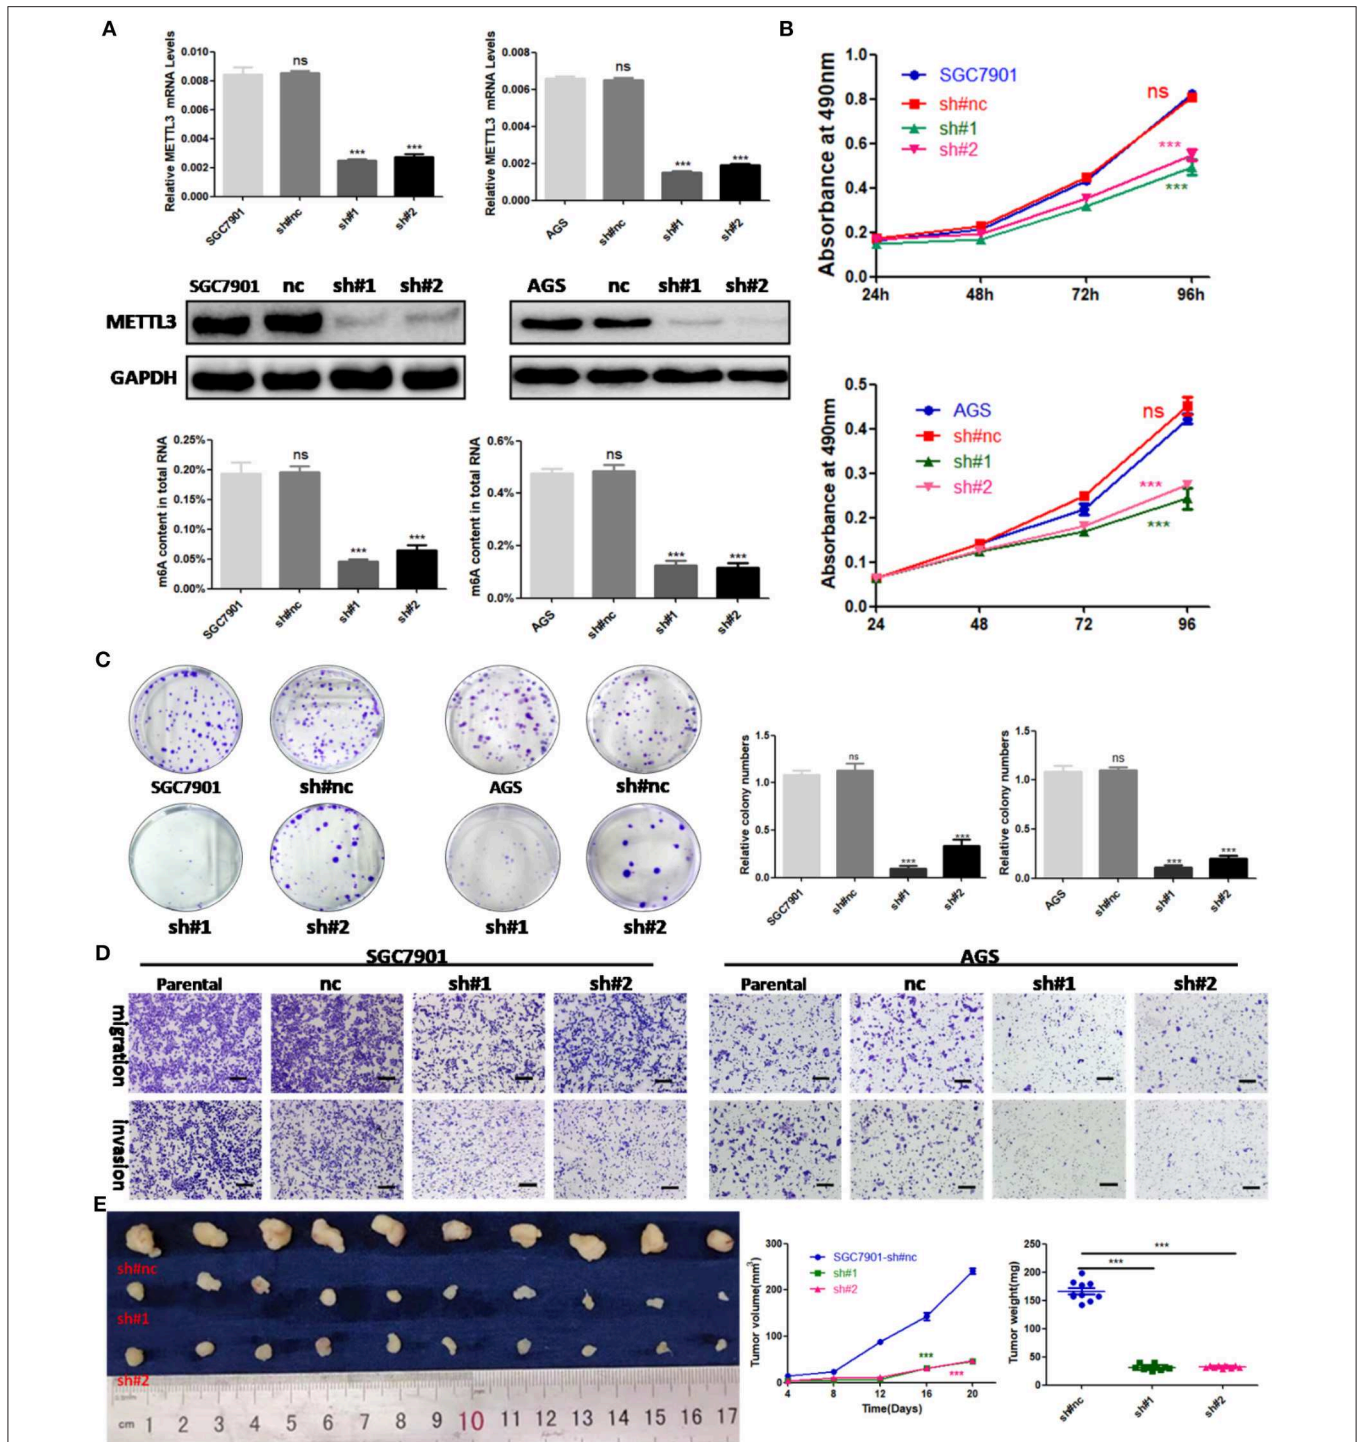 A
Relative METTL3 mRNA Levels
0.010
0.008
0.006
0.004
0.002
0.000
ns
***
***
SGC7901
sh#nc
sh#1
sh#2
Relative METTL3 mRNA Levels
0.008
0.006
0.004
0.002
0.000
ns
***
***
AGS
sh#nc
sh#1
sh#2
SGC7901 nc sh#1 sh#2
AGS nc sh#1 sh#2
METTL3
GAPDH
m6A content in total RNA
0.25%
0.20%
0.15%
0.10%
0.05%
0.00%
ns
***
***
SGC7901
sh#nc
sh#1
sh#2
m6A content in total RNA
0.6%
0.4%
0.2%
0.0%
ns
***
***
AGS
sh#nc
sh#1
sh#2
B
Absorbance at 490nm
1.0
0.8
0.6
0.4
0.2
0.0
SGC7901
sh#nc
sh#1
sh#2
ns
***
***
24h 48h 72h 96h
Absorbance at 490nm
0.5
0.4
0.3
0.2
0.1
0.0
AGS
sh#nc
sh#1
sh#2
ns
***
***
24 48 72 96
C
SGC7901 sh#nc AGS sh#nc
sh#1 sh#2 sh#1 sh#2
Relative colony numbers
1.5
1.0
0.5
0.0
ns
***
***
SGC7901
sh#nc
sh#1
sh#2
Relative colony numbers
1.5
1.0
0.5
0.0
ns
***
***
AGS
sh#nc
sh#1
sh#2
D
SGC7901 AGS
Parental nc sh#1 sh#2 Parental nc sh#1 sh#2
migration
invasion
E
sh#nc
sh#1
sh#2
cm 1 2 3 4 5 6 7 8 9 10 11 12 13 14 15 16 17
Tumor volume(mm3)
300
200
100
0
SGC7901-sh#nc
sh#1
sh#2
***
***
4 8 12 16 20
Time(Days)
Tumor weight(mg)
250
200
150
100
50
0
***
***
sh#nc
sh#1
sh#2